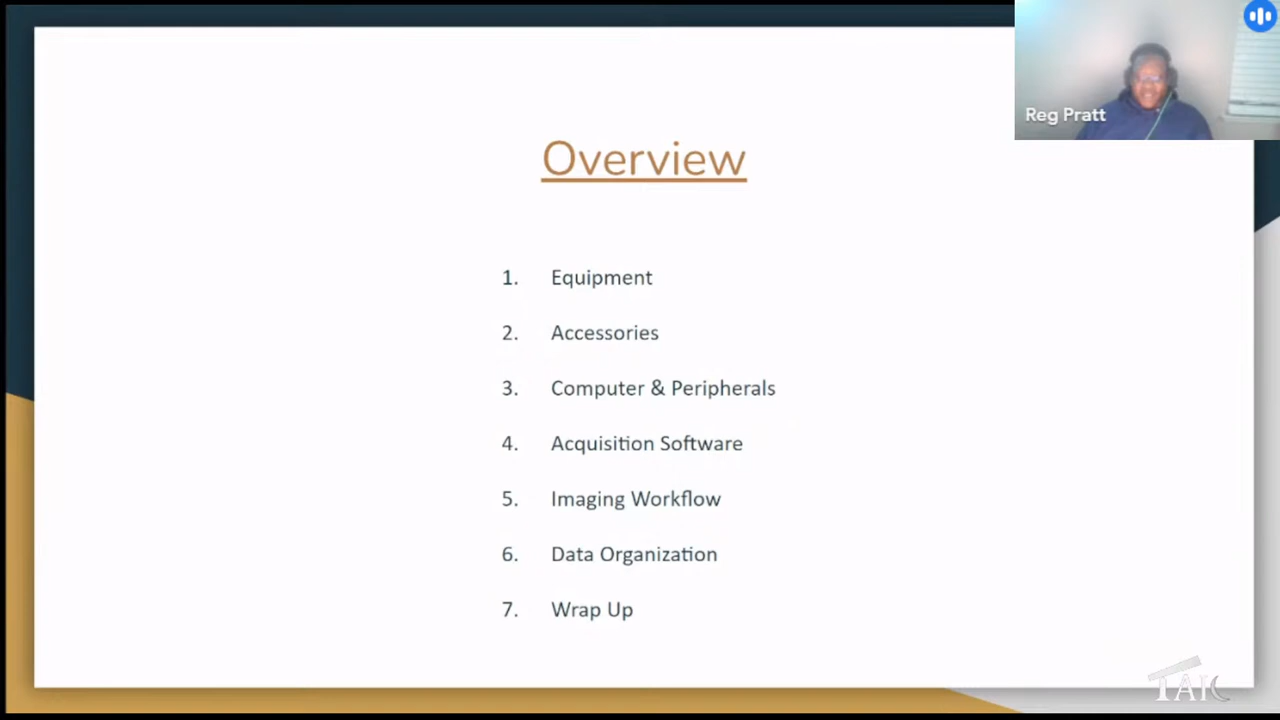 Reg Pratt
Overview
1. Equipment
2. Accessories
3. Computer & Peripherals
4. Acquisition Software
5. Imaging Workflow
6. Data Organization
7. Wrap Up
TAIC